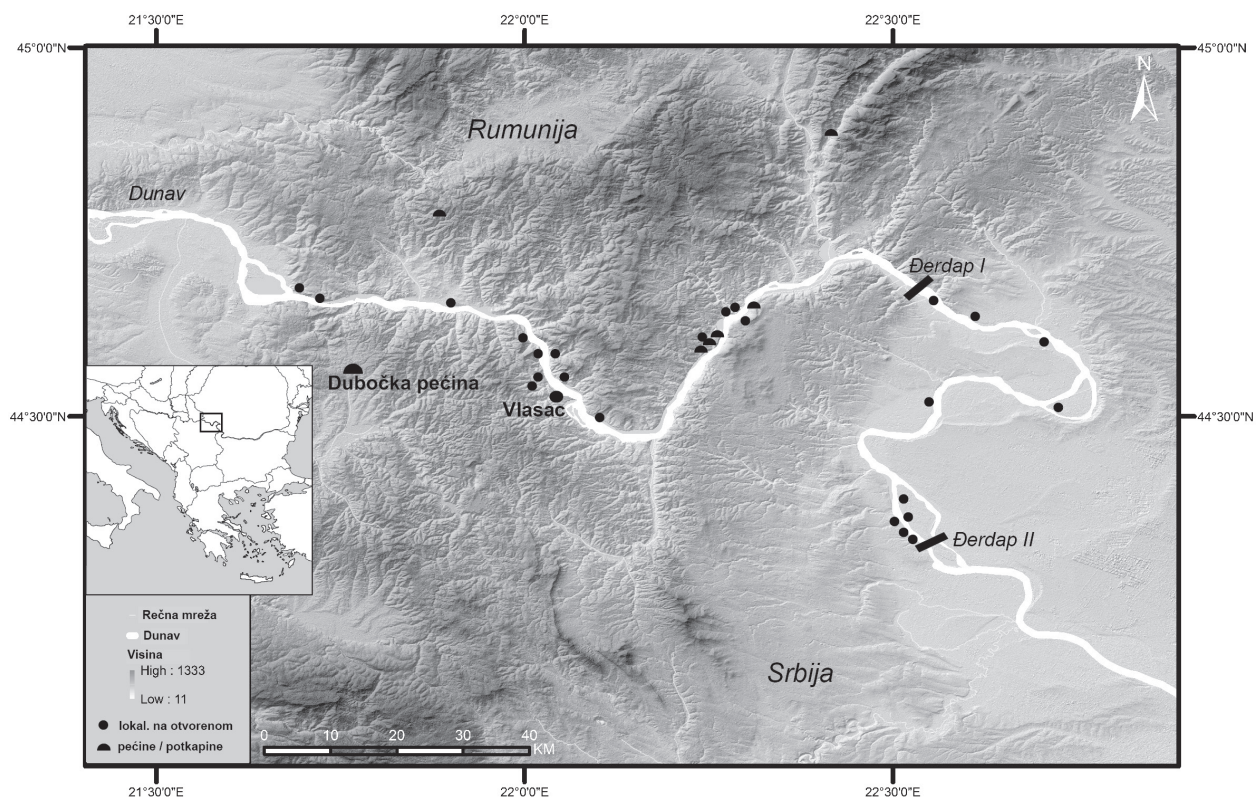 21°30'0"E 22°0'0"E 22°30'0"E
45°0'0"N 45°0'0"N
N
Rumunija
Dunav
Đerdap I
Dubočka pećina
Vlasac
44°30'0"N 44°30'0"N
Đerdap II
Rečna mreža
Dunav
Visina
High : 1333
Low : 11
Srbija
lokal. na otvorenom
pećine / potkapine
0 10 20 30 40
KM
21°30'0"E 22°0'0"E 22°30'0"E